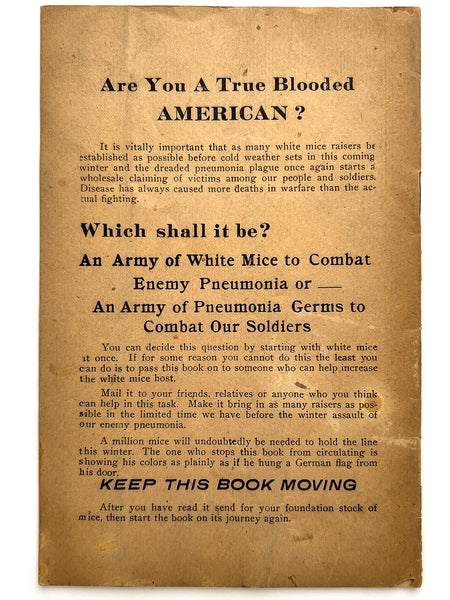 Are You A True Blooded
AMERICAN ?
It is vitally important that as many white mice raisers be
established as possible before cold weather sets in this coming
winter and the dreaded pneumonia plague once again starts a
wholesale claiming of victims among our people and soldiers.
Disease has always caused more deaths in warfare than the ac-
tual fighting.
Which shall it be?
An Army of White Mice to Combat
Enemy Pneumonia or —
An Army of Pneumonia Germs to
Combat Our Soldiers
You can decide this question by starting with white mice
at once. If for some reason you cannot do this the least you
can do is to pass this book on to someone who can help increase
the white mice host.
Mail it to your friends, relatives or anyone who you think
can help in this task. Make it bring in as many raisers as pos-
sible in the limited time we have before the winter assault of
our enemy pneumonia.
A million mice will undoubtedly be needed to hold the line
this winter. The one who stops this book from circulating is
showing his colors as plainly as if he hung a German flag from
his door.
KEEP THIS BOOK MOVING
After you have read it send for your foundation stock of
mice, then start the book on its journey again.